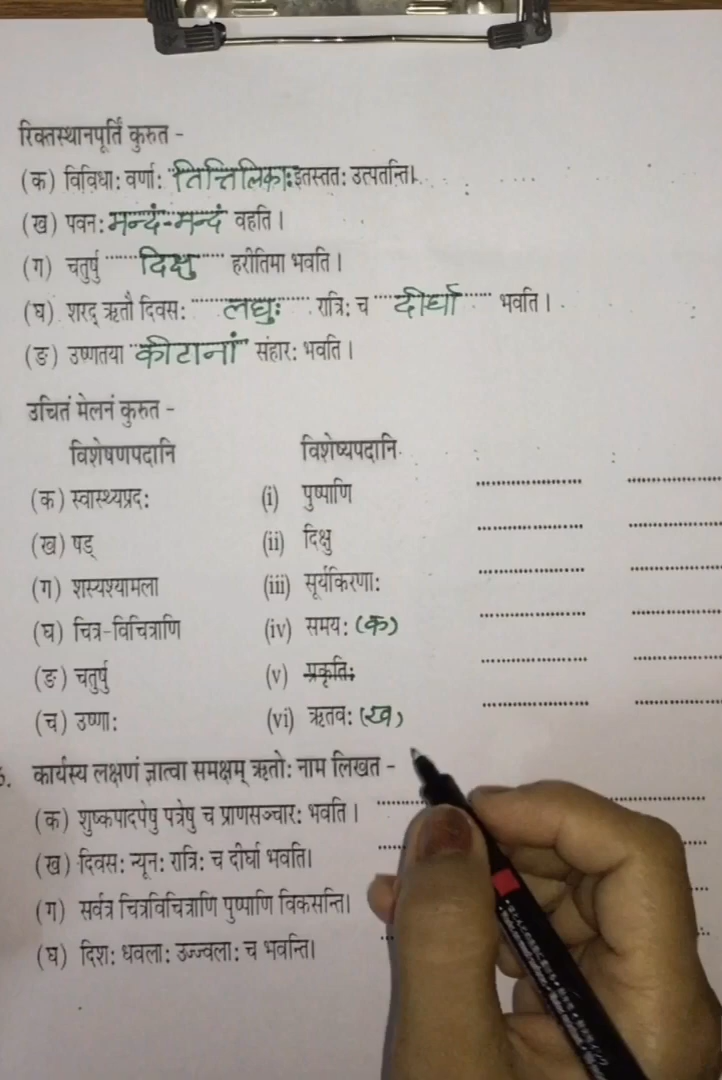 रिक्तस्थानपूर्तिं कुरुत -
(क) विविधाः वर्णाः तित्तिलिकाः इतस्ततः उत्पतन्ति।
(ख) पवनः मन्दं-मन्दं वहति।
(ग) चतुर्षु दिक्षु हरीतिमा भवति।
(घ) शरद् ऋतौ दिवसः लघुः रात्रिः च दीर्घा भवति।
(ङ) उष्णतया कीटानां संहारः भवति।
उचितं मेलनं कुरुत -
विशेषणपदानि विशेष्यपदानि
(क) स्वास्थ्यप्रदः (i) पुष्पाणि
(ख) षड् (ii) दिक्षु
(ग) शस्यश्यामला (iii) सूर्यकिरणाः
(घ) चित्र-विचित्राणि (iv) समयः (क)
(ङ) चतुर्षु (v) प्रकृतिः
(च) उष्णाः (vi) ऋतवः (ख)
5. कार्यस्य लक्षणं ज्ञात्वा समक्षम् ऋतोः नाम लिखत -
(क) शुष्कपादपेषु पत्रेषु च प्राणसञ्चारः भवति।
(ख) दिवसः न्यूनः रात्रिः च दीर्घा भवति।
(ग) सर्वत्र चित्रविचित्राणि पुष्पाणि विकसन्ति।
(घ) दिशः धवलाः उज्ज्वलाः च भवन्ति।